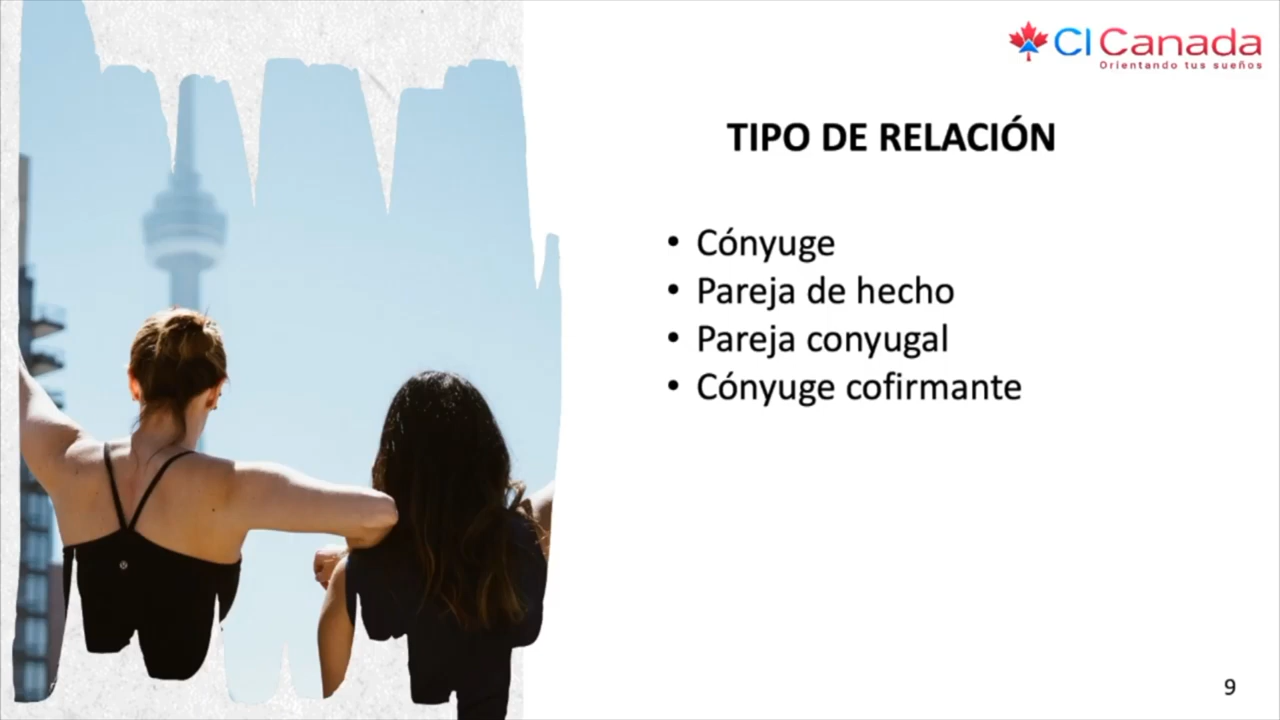 CI Canada
Orientando tus sueños
TIPO DE RELACIÓN
• Cónyuge
• Pareja de hecho
• Pareja conyugal
• Cónyuge cofirmante
9